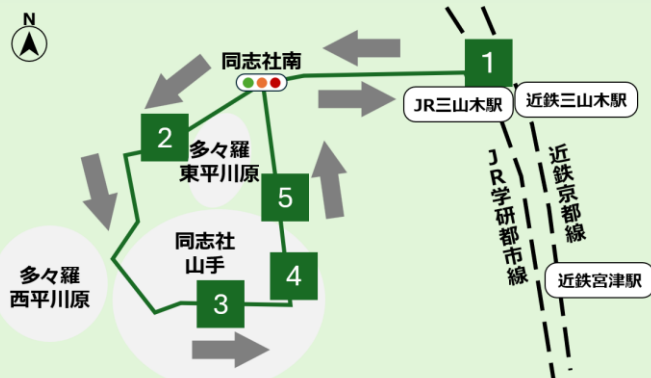 N
同志社南
1
JR三山木駅
近鉄三山木駅
2
多々羅
東平川原
5
同志社
山手
4
3
多々羅
西平川原
JR学研都市線
近鉄京都線
近鉄宮津駅